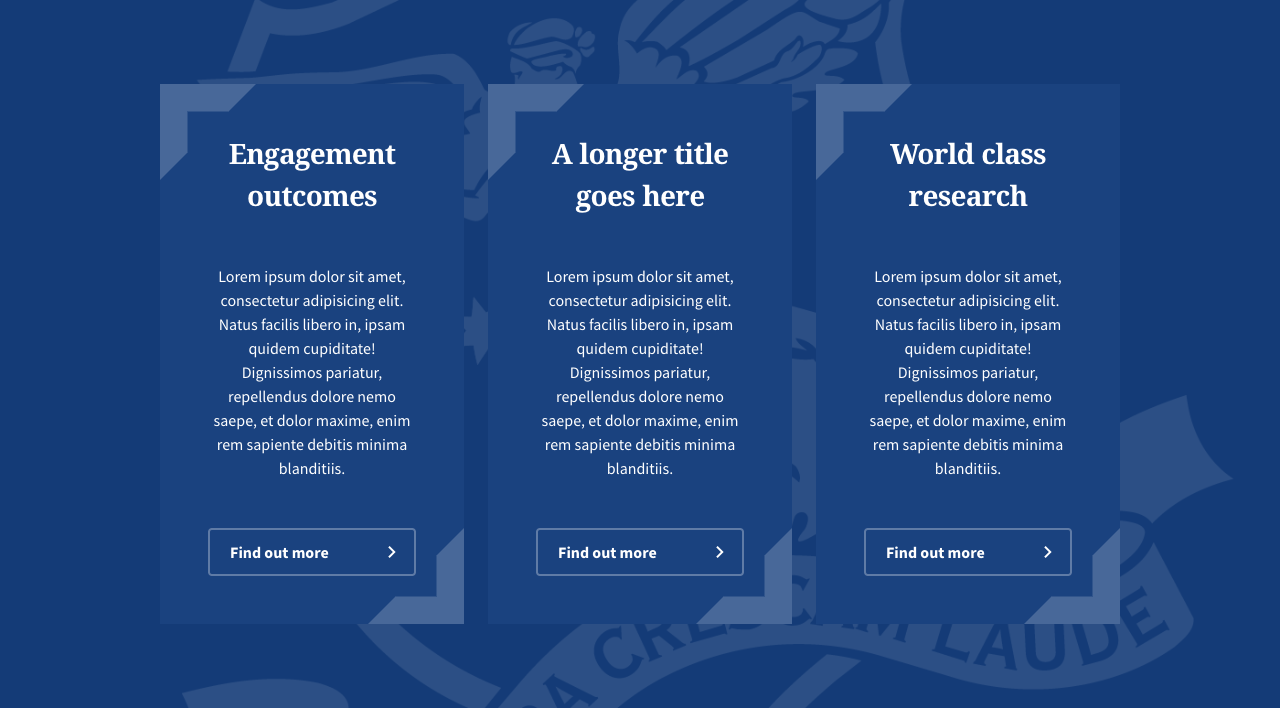 Engagement
outcomes
Lorem ipsum dolor sit amet,
consectetur adipisicing elit.
Natus facilis libero in, ipsam
quidem cupiditate!
Dignissimos pariatur,
repellendus dolore nemo
saepe, et dolor maxime, enim
rem sapiente debitis minima
blanditiis.
Find out more
A longer title
goes here
Lorem ipsum dolor sit amet,
consectetur adipisicing elit.
Natus facilis libero in, ipsam
quidem cupiditate!
Dignissimos pariatur,
repellendus dolore nemo
saepe, et dolor maxime, enim
rem sapiente debitis minima
blanditiis.
Find out more
World class
research
Lorem ipsum dolor sit amet,
consectetur adipisicing elit.
Natus facilis libero in, ipsam
quidem cupiditate!
Dignissimos pariatur,
repellendus dolore nemo
saepe, et dolor maxime, enim
rem sapiente debitis minima
blanditiis.
Find out more
LAUDE